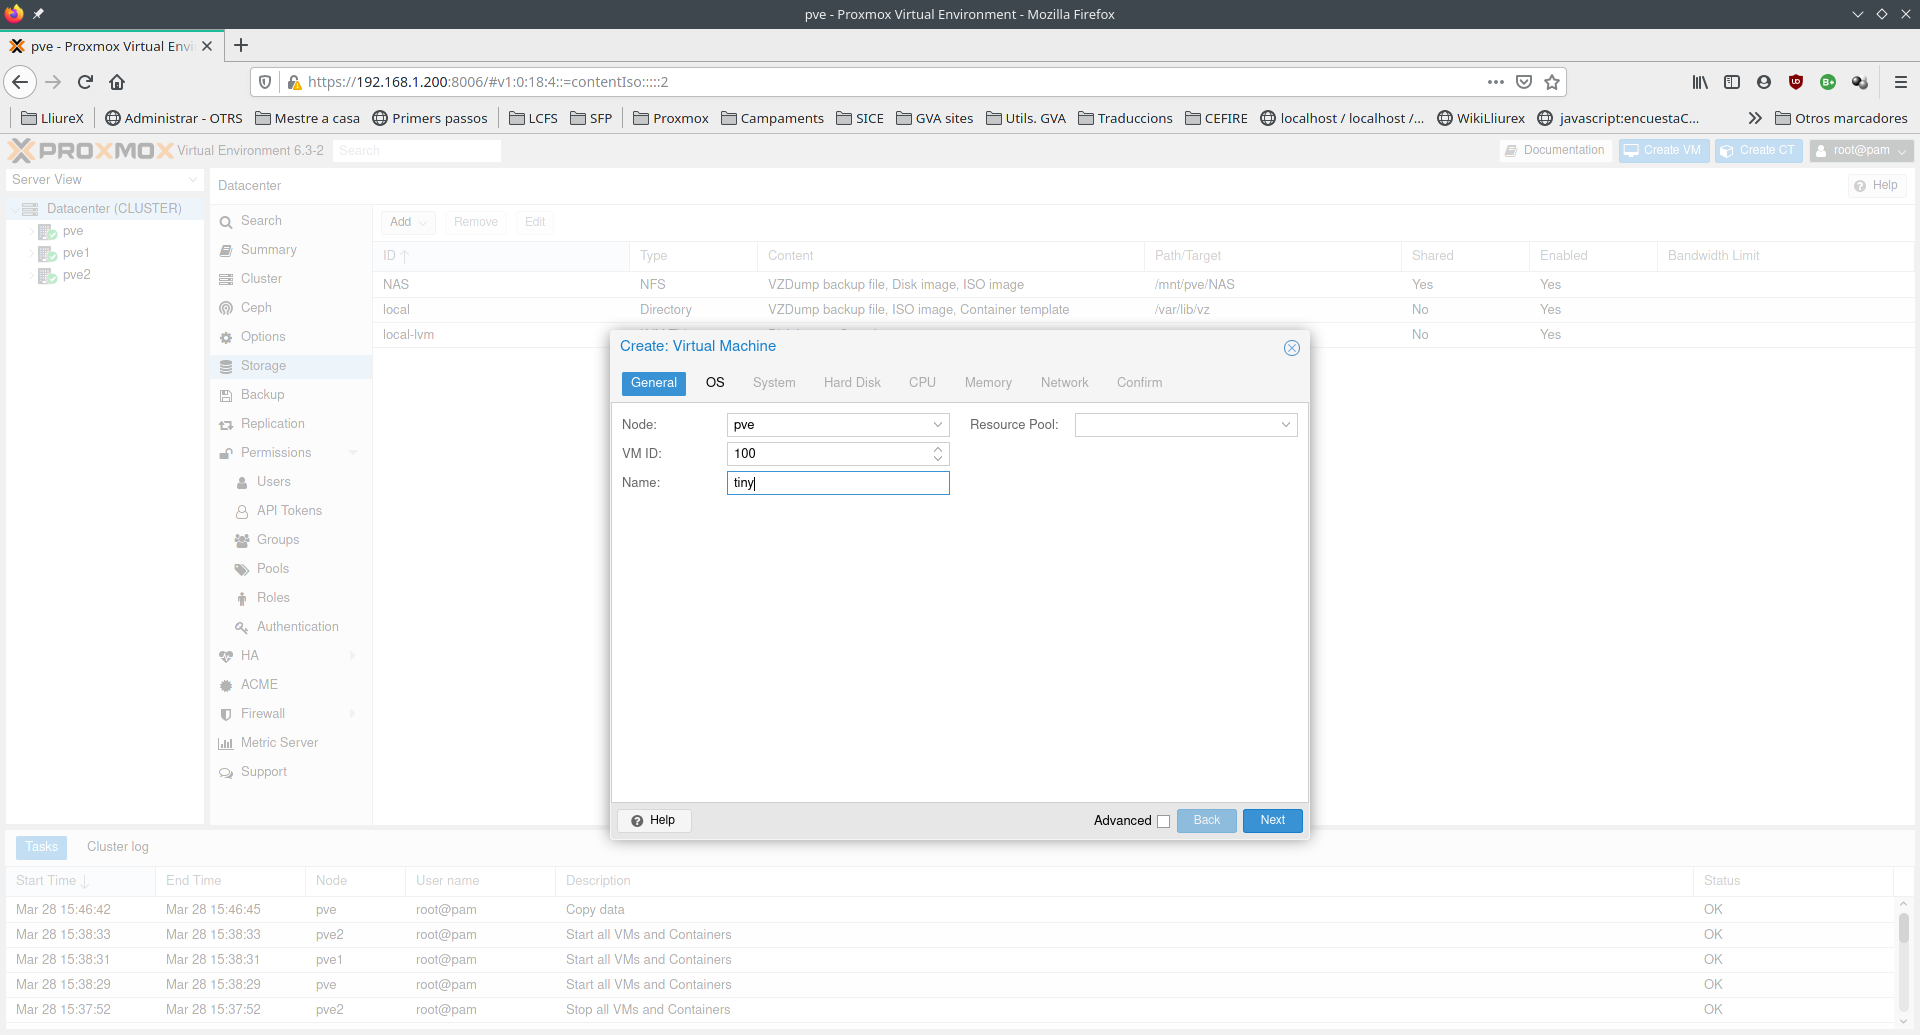 pve - Proxmox Virtual Environment - Mozilla Firefox
pve - Proxmox Virtual Envi
https://192.168.1.200:8006/#v1:0:18:4::=contentIso:::::2
LliureX Administrar - OTRS Mestre a casa Primers passos LCFS SFP Proxmox Campaments SICE GVA sites Utils. GVA Traduccions CEFIRE localhost / localhost /... WikiLliurex javascript:encuestaC... Otros marcadores
PROXMOX Virtual Environment 6.3-2 Search Documentation Create VM Create CT root@pam
Server View
Datacenter (CLUSTER)
pve
pve1
pve2
Datacenter Help
Search
Summary
Cluster
Ceph
Options
Storage
Backup
Replication
Permissions
Users
API Tokens
Groups
Pools
Roles
Authentication
HA
ACME
Firewall
Metric Server
Support
Add Remove Edit
ID Type Content Path/Target Shared Enabled Bandwidth Limit
NAS NFS VZDump backup file, Disk image, ISO image /mnt/pve/NAS Yes Yes
local Directory VZDump backup file, ISO image, Container template /var/lib/vz No Yes
local-lvm No Yes
Create: Virtual Machine
General OS System Hard Disk CPU Memory Network Confirm
Node: pve Resource Pool:
VM ID: 100
Name: tiny
Help Advanced Back Next
Tasks Cluster log
Start Time End Time Node User name Description Status
Mar 28 15:46:42 Mar 28 15:46:45 pve root@pam Copy data OK
Mar 28 15:38:33 Mar 28 15:38:33 pve2 root@pam Start all VMs and Containers OK
Mar 28 15:38:31 Mar 28 15:38:31 pve1 root@pam Start all VMs and Containers OK
Mar 28 15:38:29 Mar 28 15:38:29 pve root@pam Start all VMs and Containers OK
Mar 28 15:37:52 Mar 28 15:37:52 pve2 root@pam Stop all VMs and Containers OK